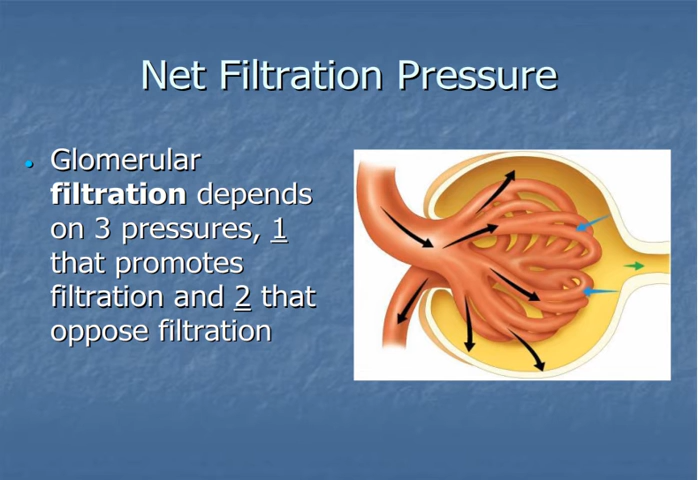 Net Filtration Pressure
• Glomerular
filtration depends
on 3 pressures, 1
that promotes
filtration and 2 that
oppose filtration